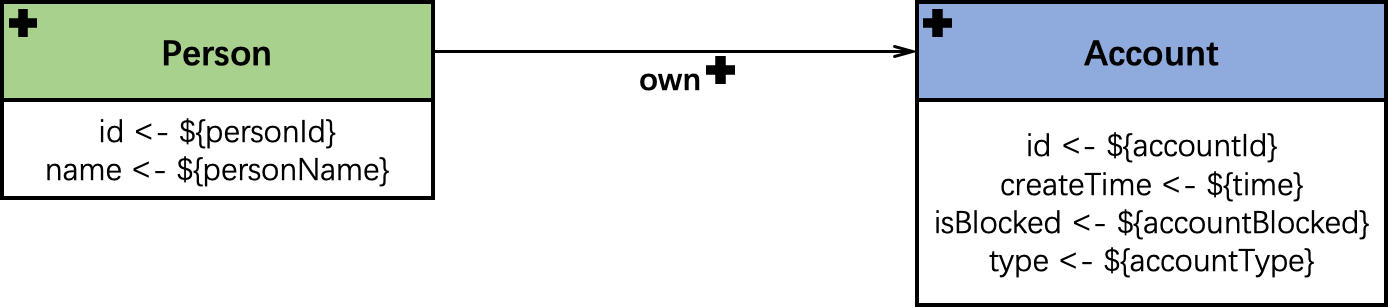 Person
id <- ${personId}
name <- ${personName}
own
Account
id <- ${accountId}
createTime <- ${time}
isBlocked <- ${accountBlocked}
type <- ${accountType}